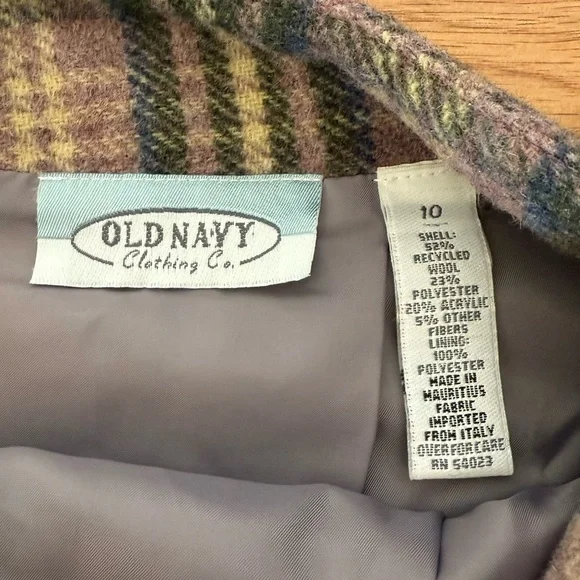 OLD NAVY
Clothing Co.
10
SHELL:
52%
RECYCLED
WOOL
23%
POLYESTER
20% ACRYLIC
5% OTHER
FIBERS
LINING:
100%
POLYESTER
MADE IN
MAURITIUS
FABRIC
IMPORTED
FROM ITALY
OVER FOR CARE
RN 54023